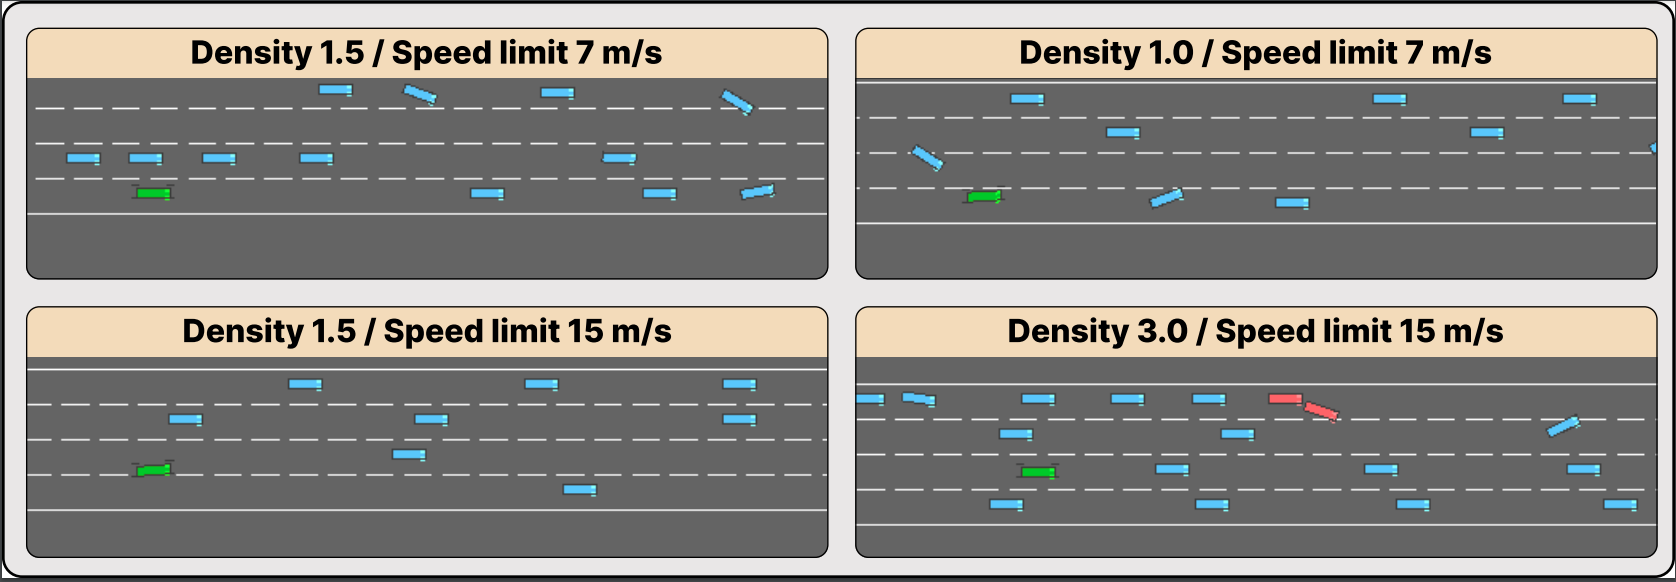 Density 1.5 / Speed limit 7 m/s
Density 1.0 / Speed limit 7 m/s
Density 1.5 / Speed limit 15 m/s
Density 3.0 / Speed limit 15 m/s